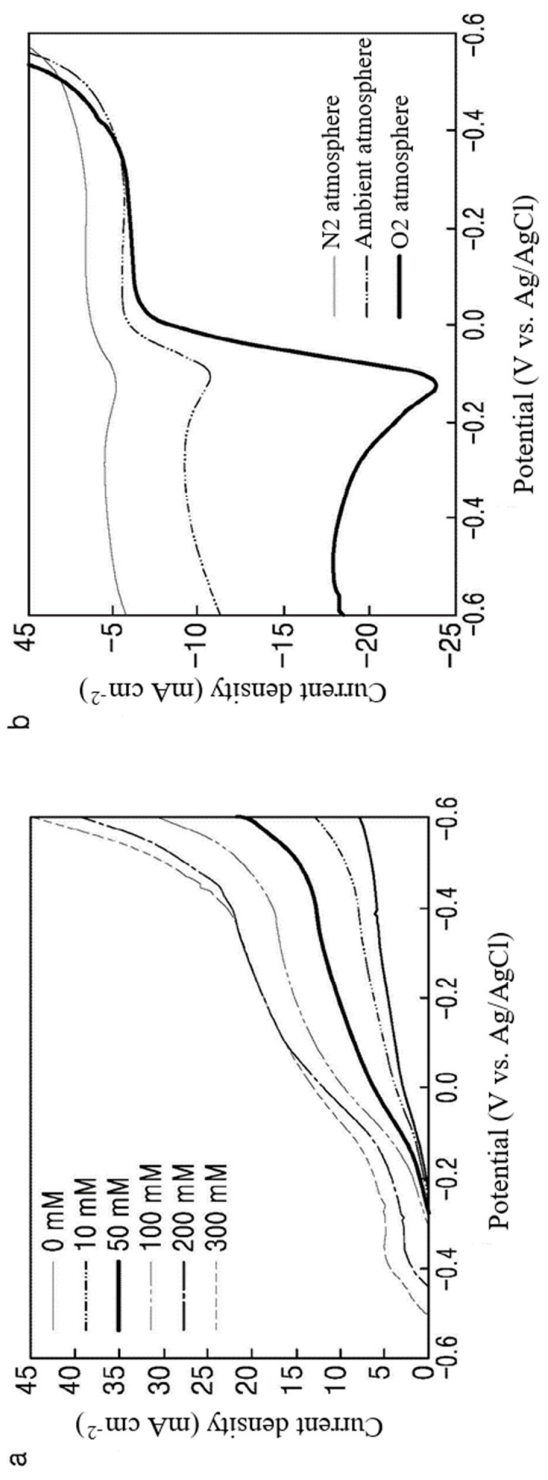 a
Current density (mA cm-2)
45
40
35
30
25
20
15
10
5
0
0 mM
10 mM
50 mM
100 mM
200 mM
300 mM
−0.6 −0.4 −0.2 0.0 −0.2 −0.4 −0.6
Potential (V vs. Ag/AgCl)
b
Current density (mA cm-2)
45
−5
−10
−15
−20
−25
N2 atmosphere
Ambient atmosphere
O2 atmosphere
−0.6 −0.4 −0.2 0.0 −0.2 −0.4 −0.6
Potential (V vs. Ag/AgCl)